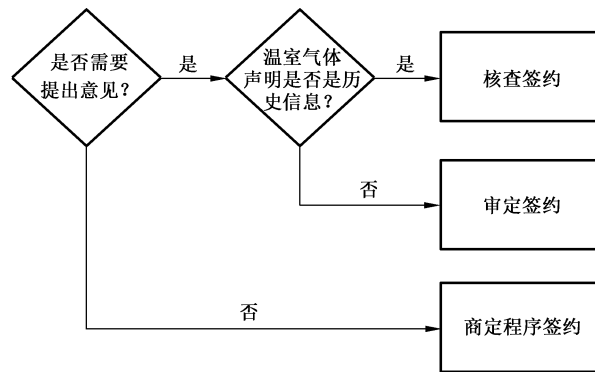 是否需要
提出意见？
是
温室气体
声明是否是历
史信息？
是
核查签约
否
审定签约
否
商定程序签约